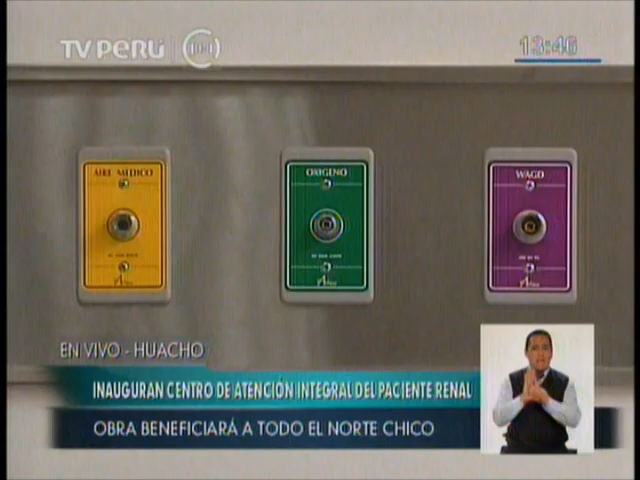 TV PERÚ HD
13:46
AIRE MEDICO
OXIGENO
WAGD
EN VIVO - HUACHO
INAUGURAN CENTRO DE ATENCIÓN INTEGRAL DEL PACIENTE RENAL
OBRA BENEFICIARÁ A TODO EL NORTE CHICO